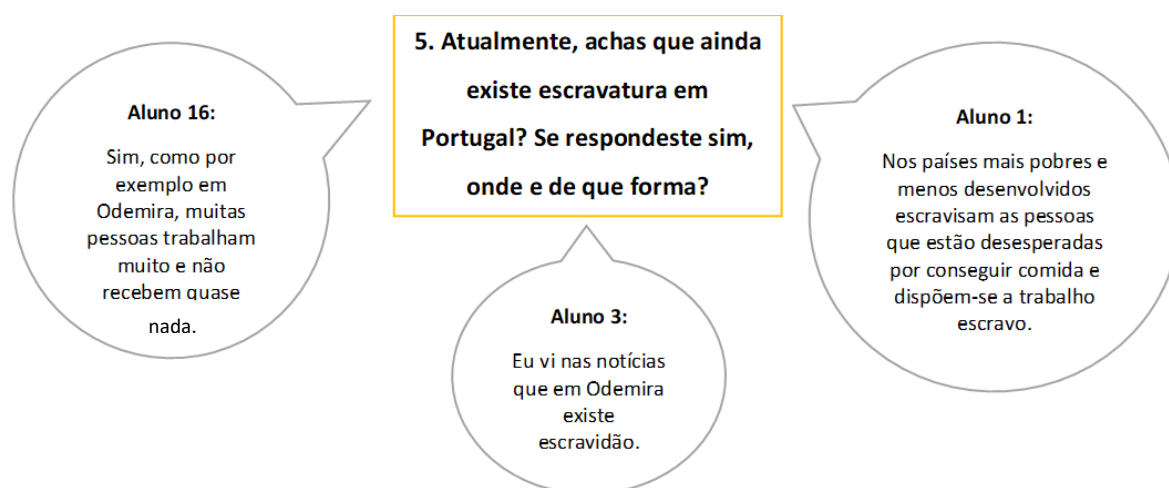 5. Atualmente, achas que ainda
existe escravatura em
Portugal? Se respondeste sim,
onde e de que forma?
Aluno 16:
Sim, como por
exemplo em
Odemira, muitas
pessoas trabalham
muito e não
recebem quase
nada.
Aluno 3:
Eu vi nas notícias
que em Odemira
existe
escravidão.
Aluno 1:
Nos países mais pobres e
menos desenvolvidos
escravisam as pessoas
que estão desesperadas
por conseguir comida e
dispõem-se a trabalho
escravo.